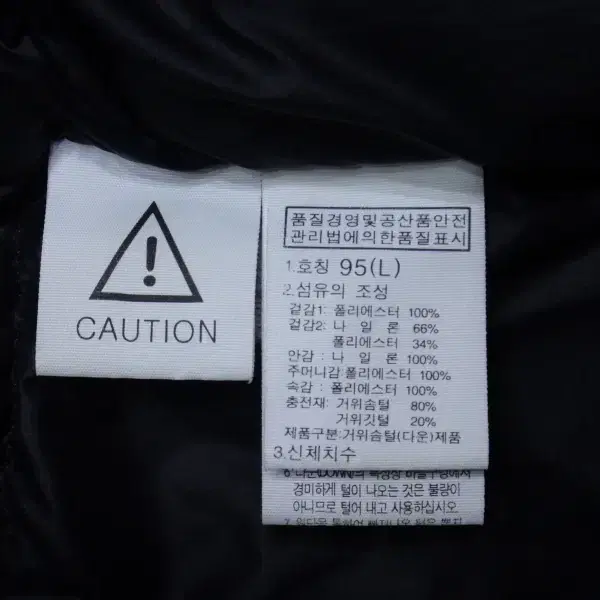 CAUTION
품질경영및공산품안전
관리법에의한품질표시
1.호칭 95(L)
2.섬유의 조성
겉감1: 폴리에스터 100%
겉감2: 나 일 론 66%
폴리에스터 34%
안감 : 나 일 론 100%
주머니감 폴리에스터 100%
속감 : 폴리에스터 100%
충전재: 거위솜털 80%
거위깃털 20%
제품구분:거위솜털(다운)제품
3.신체치수
경미하게 털이 나오는 것은 불량이
아니므로 털어 내고 사용하십시오